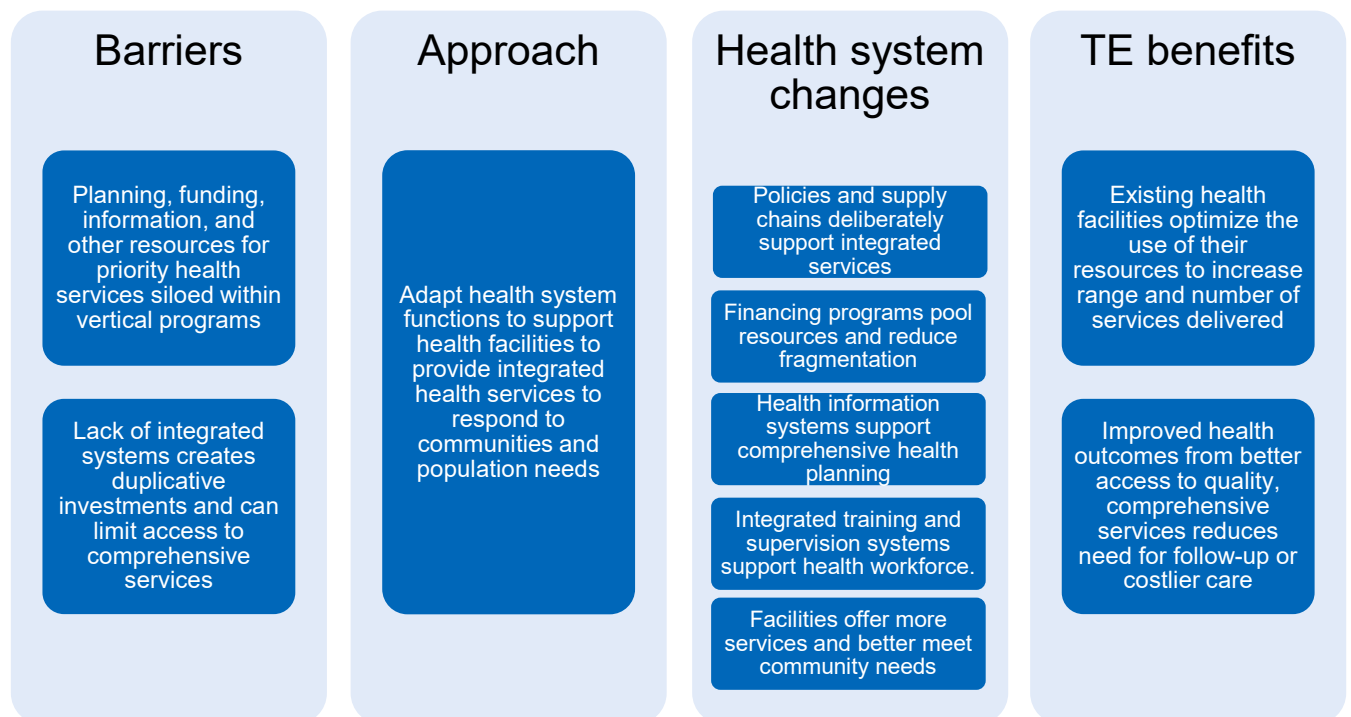 Barriers
Planning, funding,
information, and
other resources for
priority health
services siloed within
vertical programs
Lack of integrated
systems creates
duplicative
investments and can
limit access to
comprehensive
services
Approach
Adapt health system
functions to support
health facilities to
provide integrated
health services to
respond to
communities and
population needs
Health system
changes
Policies and supply
chains deliberately
support integrated
services
Financing programs pool
resources and reduce
fragmentation
Health information
systems support
comprehensive health
planning
Integrated training and
supervision systems
support health workforce.
Facilities offer more
services and better meet
community needs
TE benefits
Existing health
facilities optimize the
use of their
resources to increase
range and number of
services delivered
Improved health
outcomes from better
access to quality,
comprehensive
services reduces
need for follow-up or
costlier care